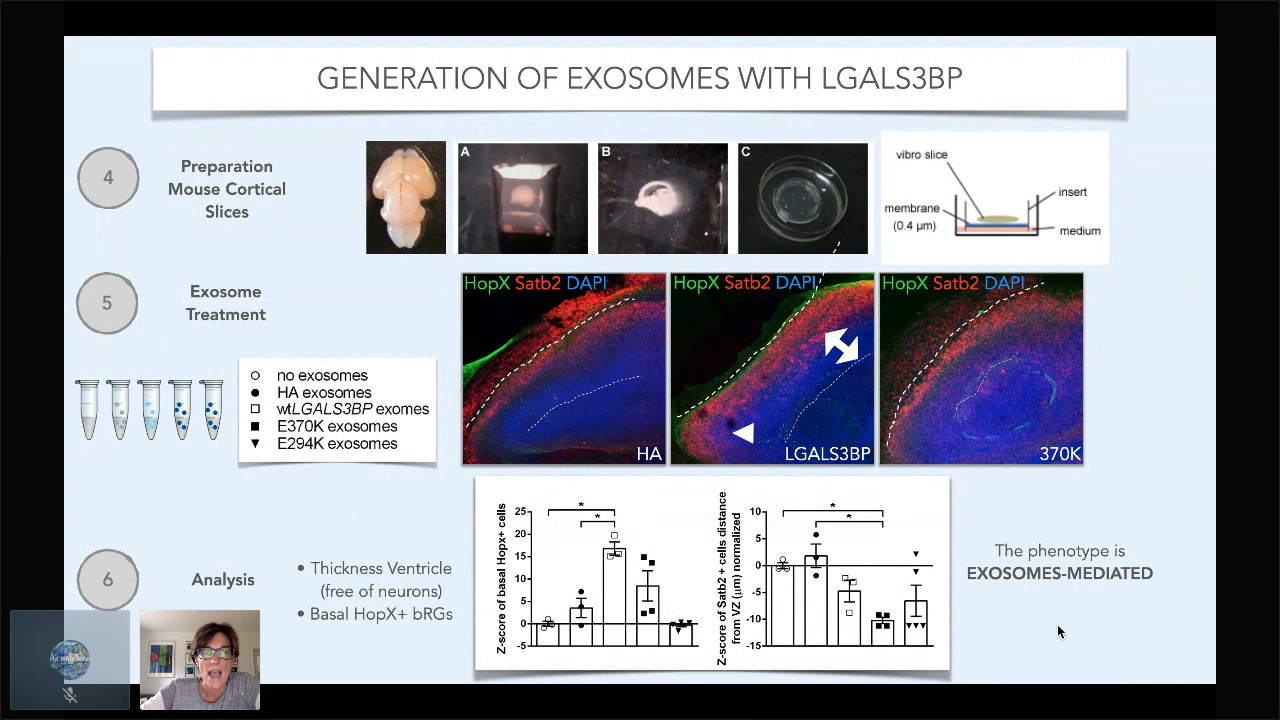 GENERATION OF EXOSOMES WITH LGALS3BP
4
Preparation
Mouse Cortical
Slices
A
B
C
vibro slice
insert
membrane
(0.4 µm)
medium
5
Exosome
Treatment
HopX Satb2 DAPI
HA
HopX Satb2 DAPI
LGALS3BP
HopX Satb2 DAPI
370K
no exosomes
HA exosomes
wtLGALS3BP exomes
E370K exosomes
E294K exosomes
6
Analysis
• Thickness Ventricle
(free of neurons)
• Basal HopX+ bRGs
Z-score of basal Hopx+ cells
25
20
15
10
5
0
-5
*
*
Z-score of Satb2 + cells distance
from VZ (µm) normalized
10
5
0
-5
-10
-15
*
*
The phenotype is
EXOSOMES-MEDIATED